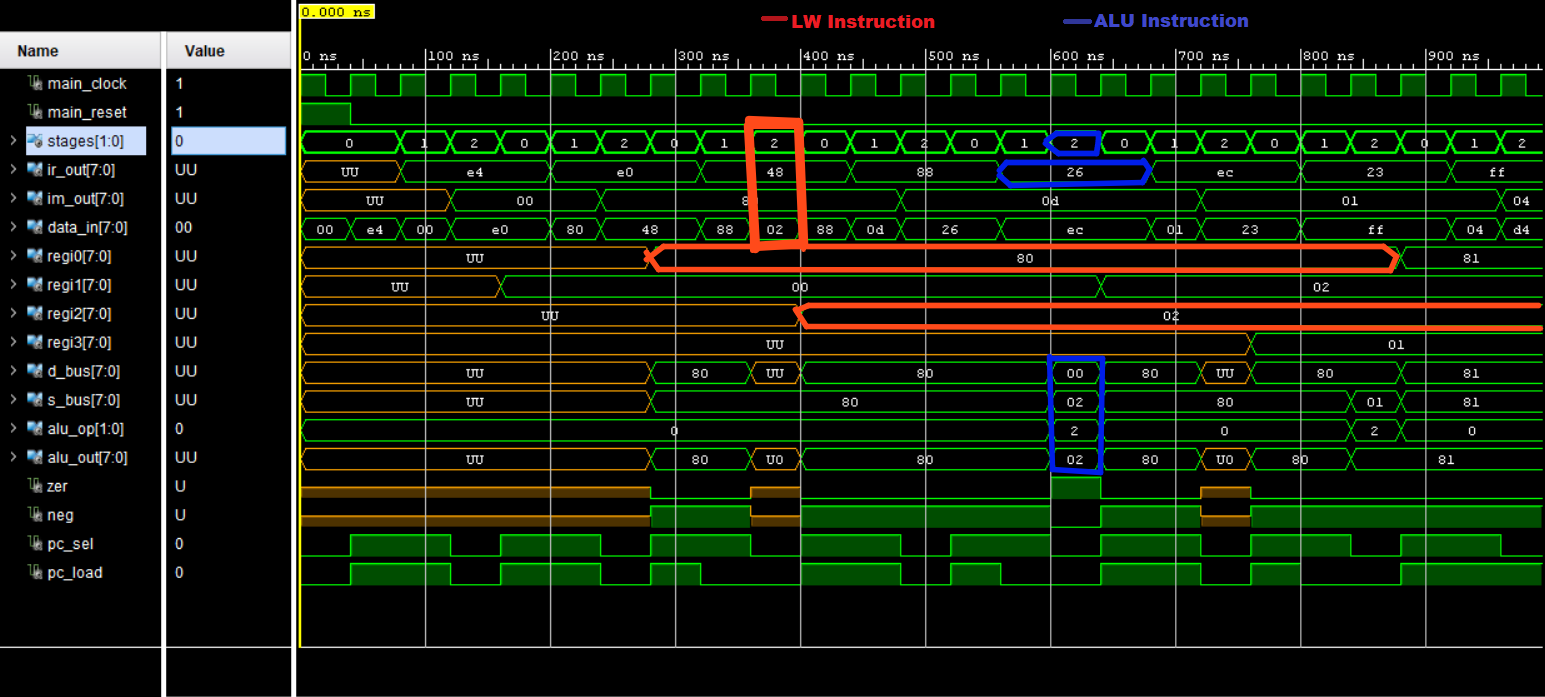 0.000 ns
LW Instruction
ALU Instruction
Name Value
0 ns 100 ns 200 ns 300 ns 400 ns 500 ns 600 ns 700 ns 800 ns 900 ns
main_clock 1
main_reset 1
stages[1:0] 0 0 1 2 0 1 2 0 1 2 0 1 2 0 1 2 0 1 2 0 1 2 0 1 2
ir_out[7:0] UU UU e4 e0 48 88 26 ec 23 ff
im_out[7:0] UU UU 00 8 0d 01 04
data_in[7:0] 00 00 e4 00 e0 80 48 88 02 88 0d 26 ec 01 23 ff 04 d4
regi0[7:0] UU UU 80 81
regi1[7:0] UU UU 00 02
regi2[7:0] UU UU 02
regi3[7:0] UU UU 01
d_bus[7:0] UU UU 80 UU 80 00 80 UU 80 81
s_bus[7:0] UU UU 80 02 80 01 81
alu_op[1:0] 0 0 2 0 2 0
alu_out[7:0] UU UU 80 U0 80 02 80 U0 80 81
zer U
neg U
pc_sel 0
pc_load 0